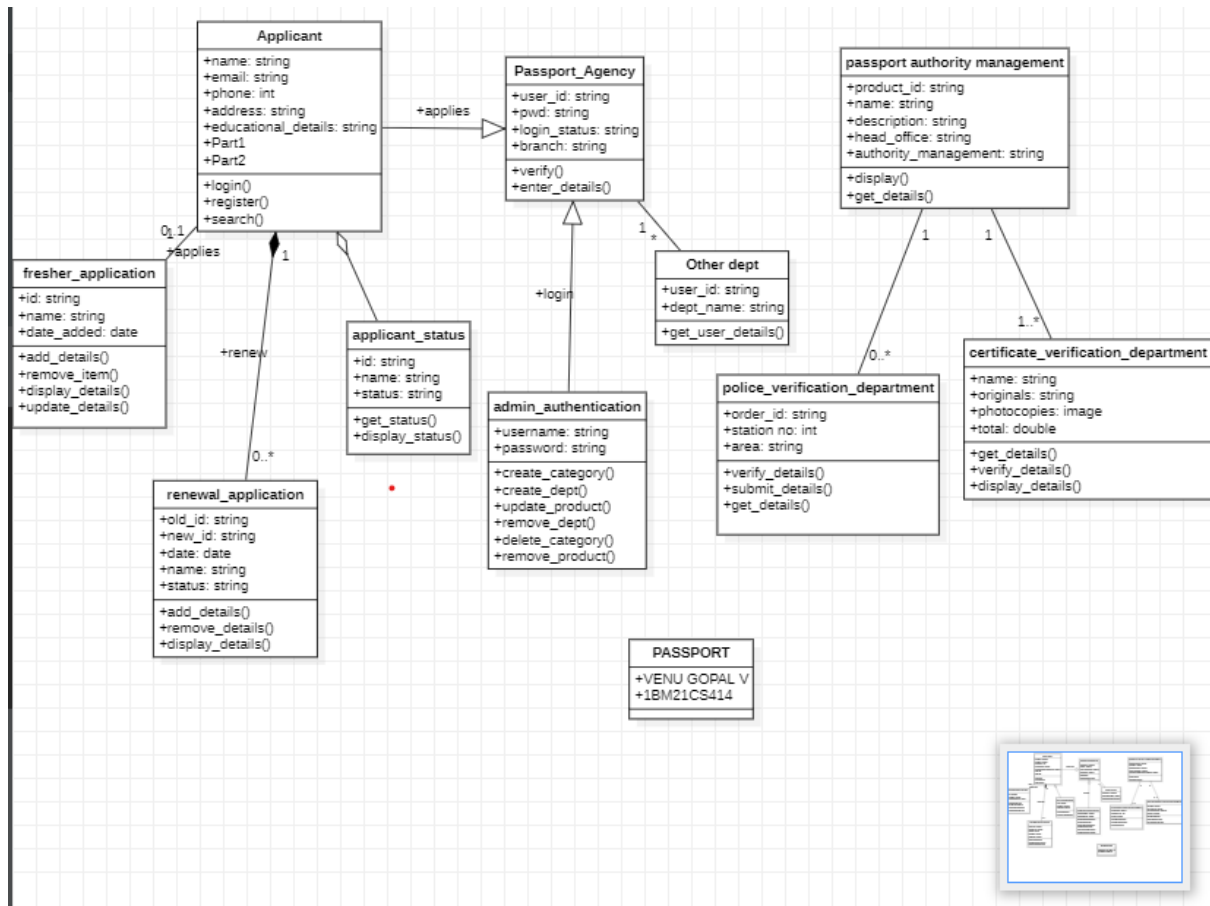 Applicant
+name: string
+email: string
+phone: int
+address: string
+educational_details: string
+Part1
+Part2
+login()
+register()
+search()
+applies
Passport_Agency
+user_id: string
+pwd: string
+login_status: string
+branch: string
+verify()
+enter_details()
passport authority management
+product_id: string
+name: string
+description: string
+head_office: string
+authority_management: string
+display()
+get_details()
0..1
1
+applies
1
fresher_application
+id: string
+name: string
+date_added: date
+add_details()
+remove_item()
+display_details()
+update_details()
+renew
0..*
applicant_status
+id: string
+name: string
+status: string
+get_status()
+display_status()
+login
1
*
Other dept
+user_id: string
+dept_name: string
+get_user_details()
1
1
0..*
1..*
police_verification_department
+order_id: string
+station no: int
+area: string
+verify_details()
+submit_details()
+get_details()
certificate_verification_department
+name: string
+originals: string
+photocopies: image
+total: double
+get_details()
+verify_details()
+display_details()
admin_authentication
+username: string
+password: string
+create_category()
+create_dept()
+update_product()
+remove_dept()
+delete_category()
+remove_product()
renewal_application
+old_id: string
+new_id: string
+date: date
+name: string
+status: string
+add_details()
+remove_details()
+display_details()
PASSPORT
+VENU GOPAL V
+1BM21CS414